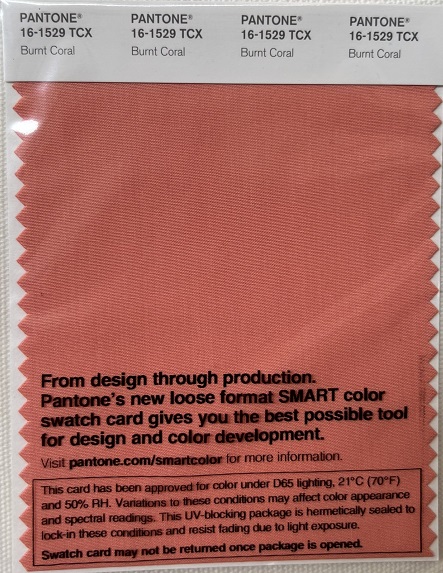 PANTONE® PANTONE® PANTONE® PANTONE®
16-1529 TCX 16-1529 TCX 16-1529 TCX 16-1529 TCX
Burnt Coral Burnt Coral Burnt Coral Burnt Coral
From design through production.
Pantone's new loose format SMART color
swatch card gives you the best possible tool
for design and color development.
Visit pantone.com/smartcolor for more information.
This card has been approved for color under D65 lighting, 21°C (70°F)
and 50% RH. Variations to these conditions may affect color appearance
and spectral readings. This UV-blocking package is hermetically sealed to
lock-in these conditions and resist fading due to light exposure.
Swatch card may not be returned once package is opened.